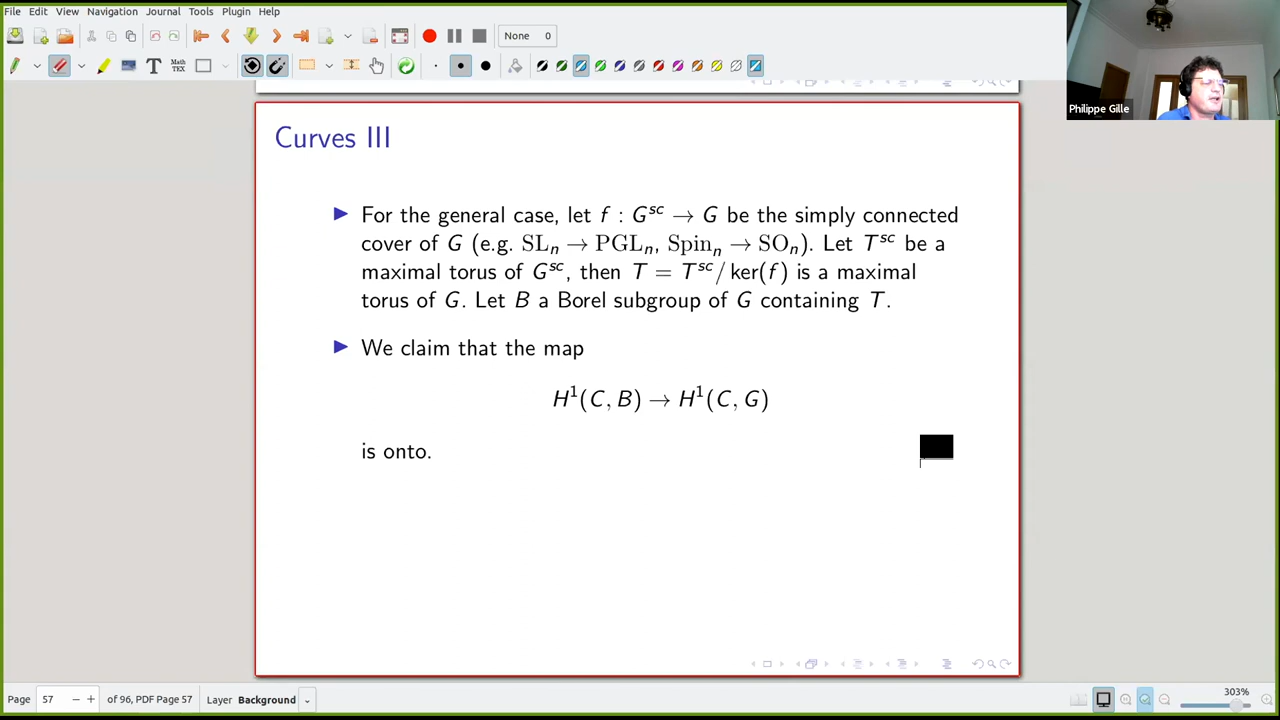 File Edit View Navigation Journal Tools Plugin Help
None 0
Math TEX
Philippe Gille
Curves III
▶ For the general case, let f : G^sc → G be the simply connected
cover of G (e.g. SL_n → PGL_n, Spin_n → SO_n). Let T^sc be a
maximal torus of G^sc, then T = T^sc/ ker(f) is a maximal
torus of G. Let B a Borel subgroup of G containing T.
▶ We claim that the map
H^1(C, B) → H^1(C, G)
is onto.
Page 57 − + of 96, PDF Page 57 Layer Background 303%